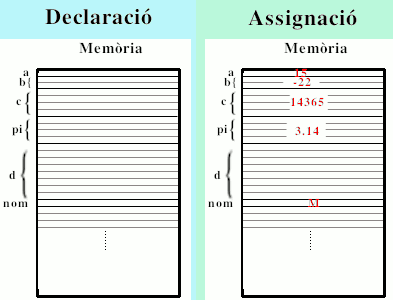 Declaració
Memòria
a
b
c
pi
d
nom
Assignació
Memòria
a 15
b -22
c 14365
pi 3.14
d
nom M